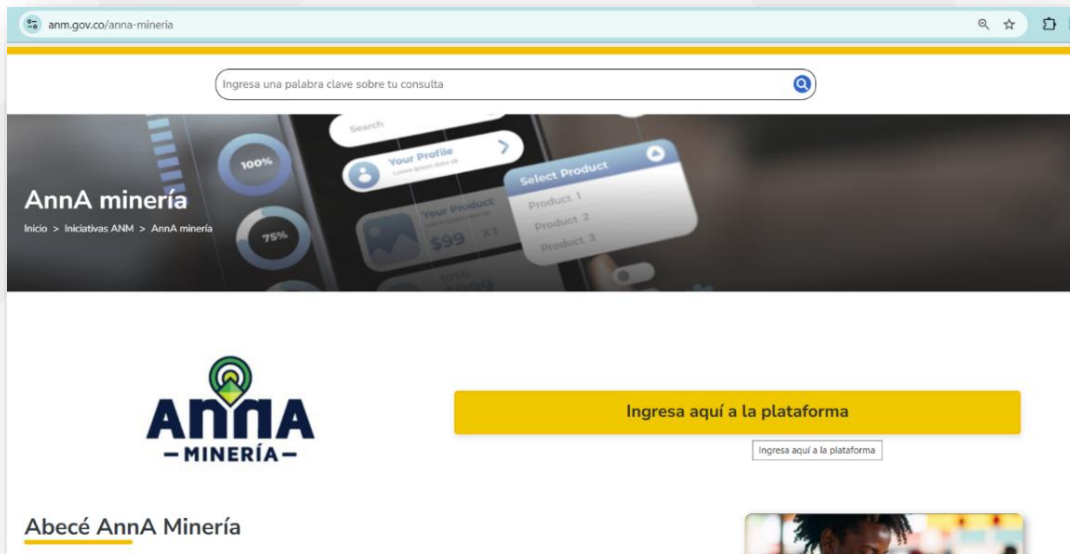 anm.gov.co/anna-mineria
Ingresa una palabra clave sobre tu consulta
Search
100%
Your Profile
Select Product
AnnA minería
Product 1
Your Product
Inicio > Iniciativas ANM > AnnA minería
75%
$99 X1
Product 2
Product 3
TOTAL
AnnA
–MINERÍA–
Ingresa aquí a la plataforma
Ingresa aquí a la plataforma
Abecé AnnA Minería